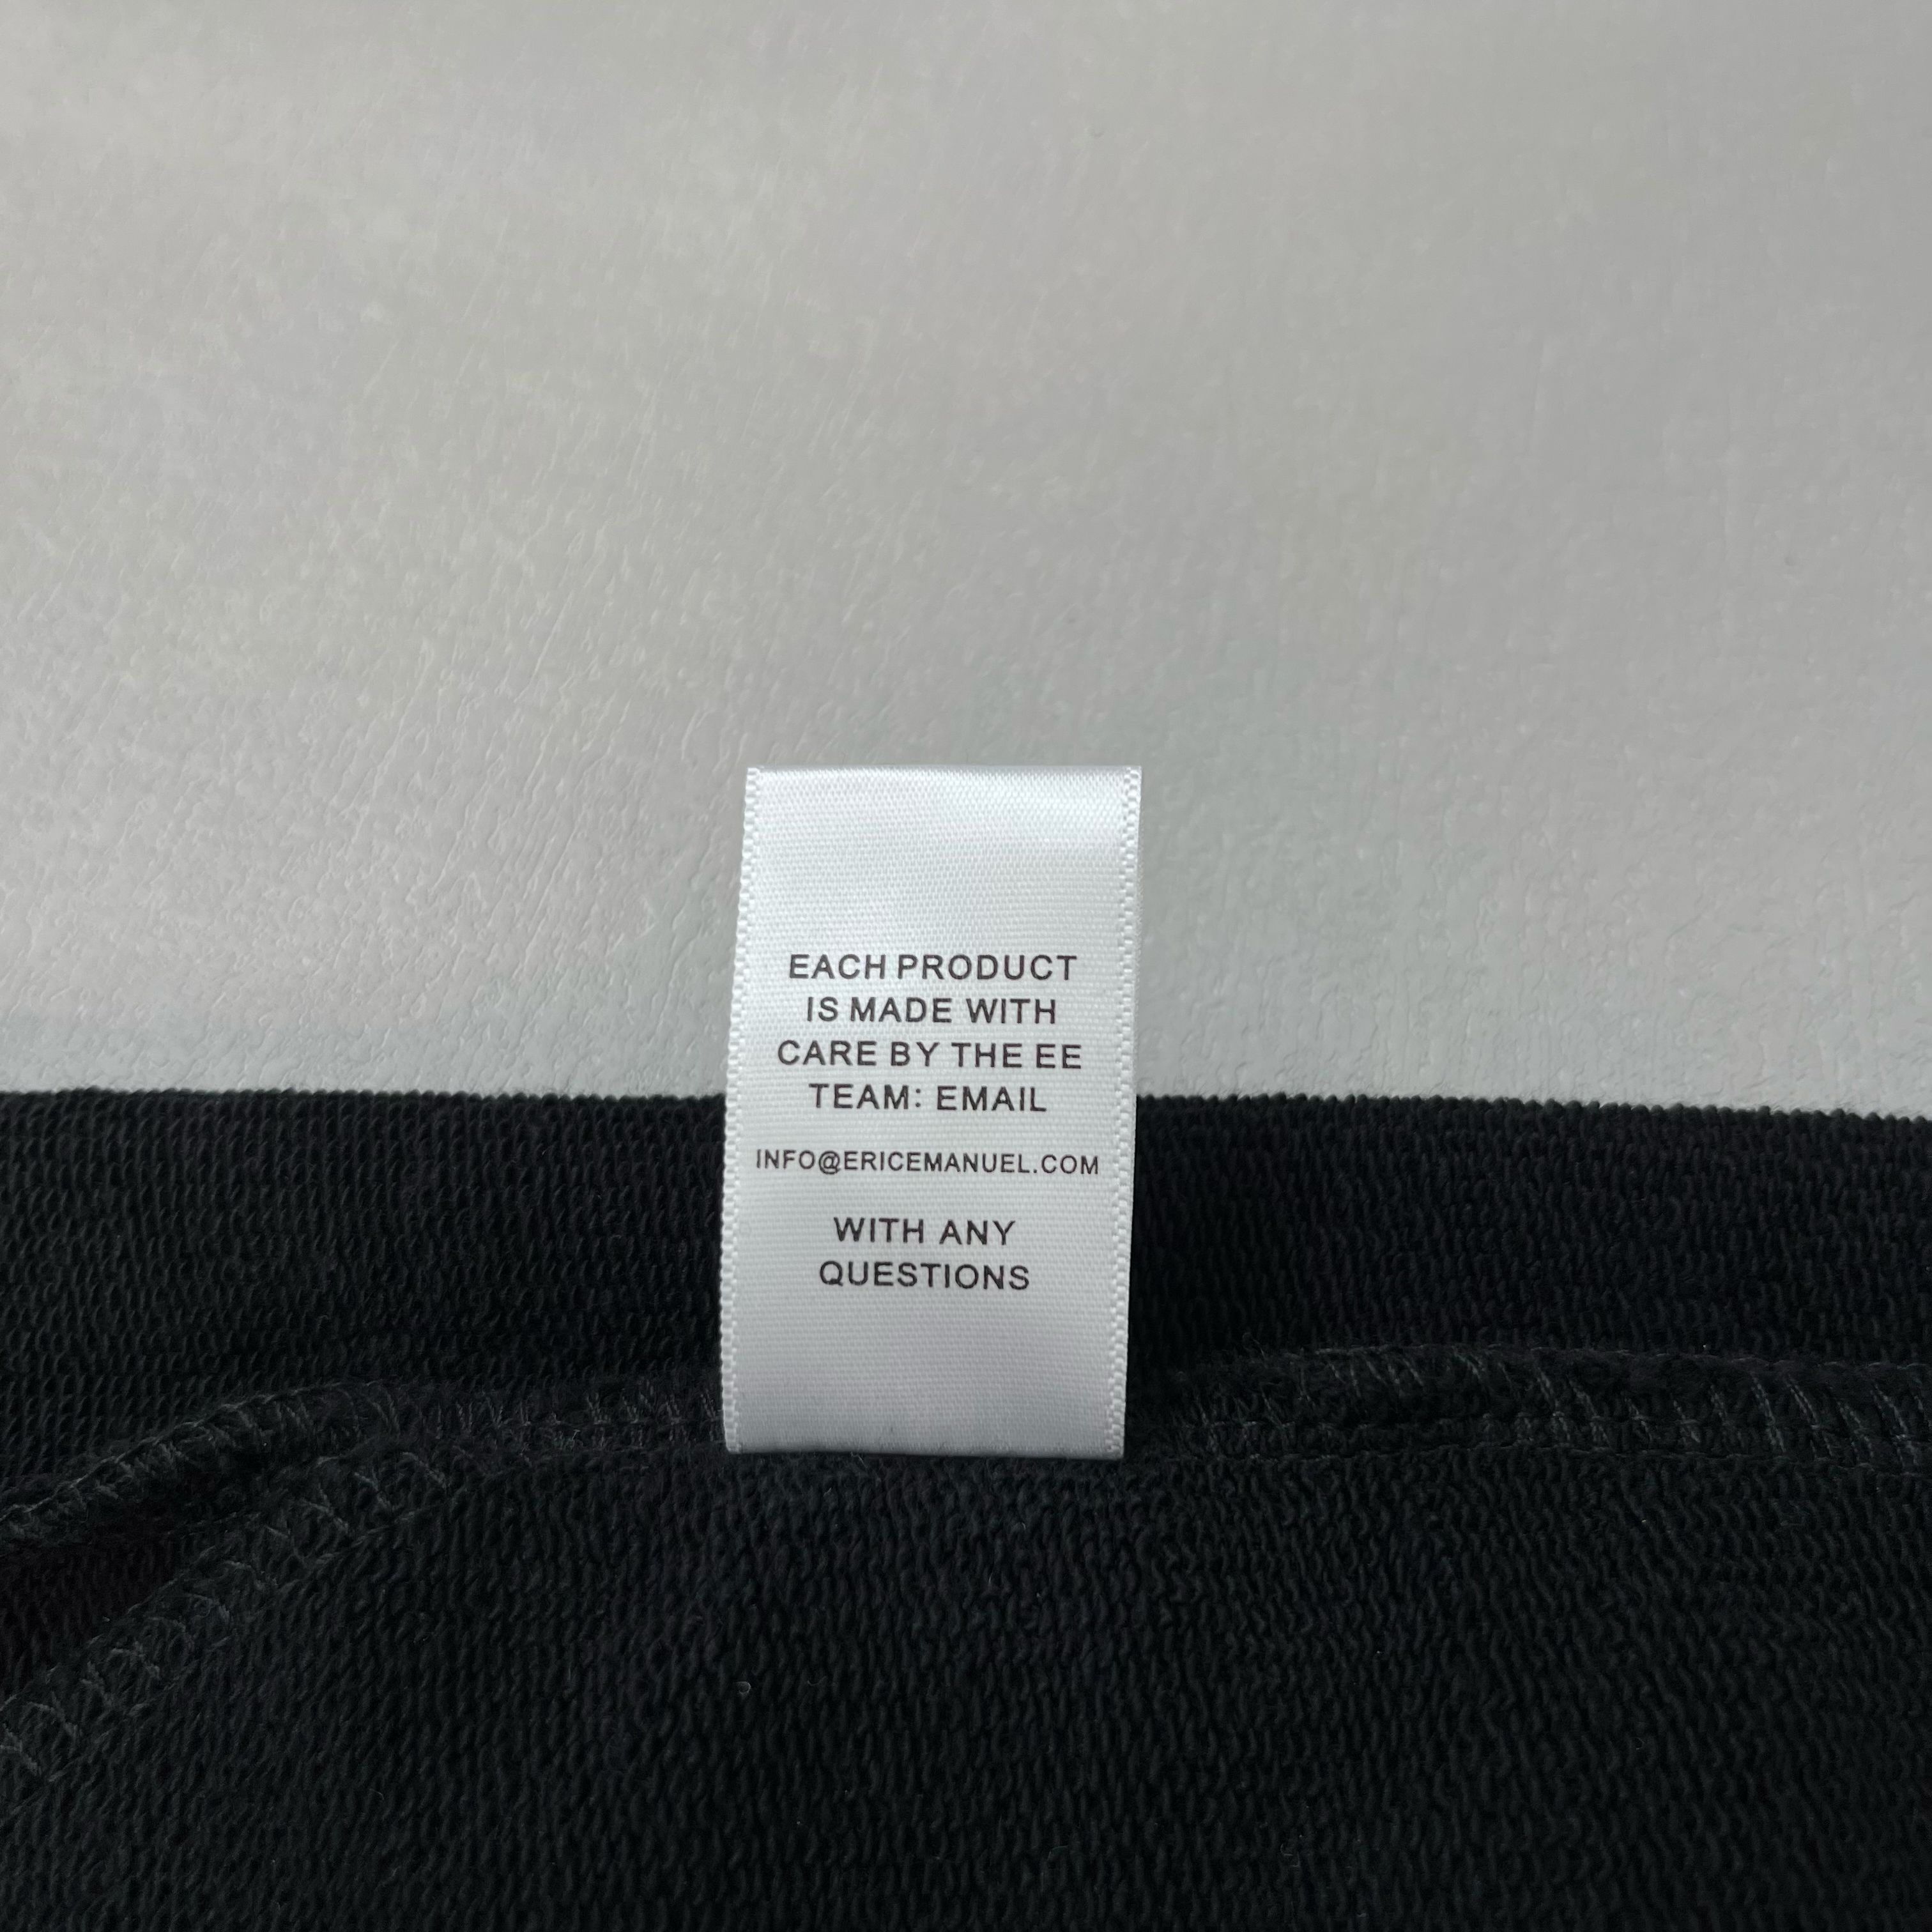 EACH PRODUCT
IS MADE WITH
CARE BY THE EE
TEAM: EMAIL
INFO@ERICEMANUEL.COM
WITH ANY
QUESTIONS